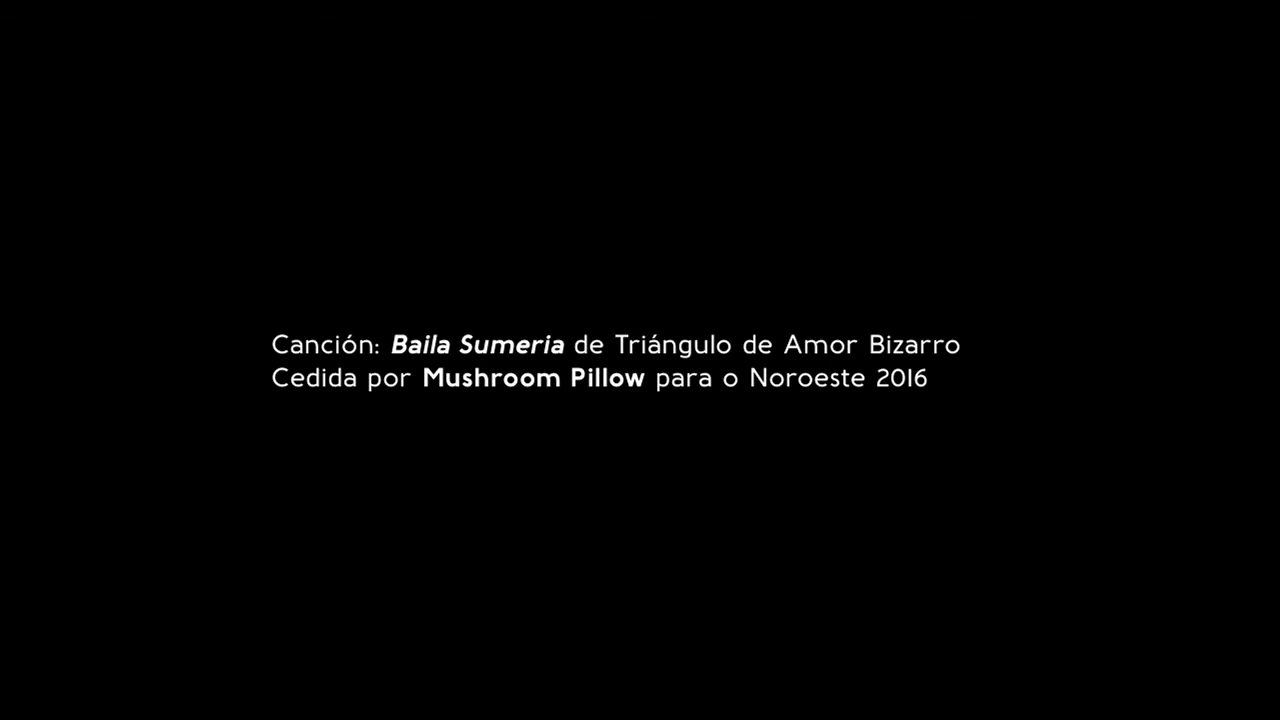 Canción: Baila Sumeria de Triángulo de Amor Bizarro
Cedida por Mushroom Pillow para o Noroeste 2016